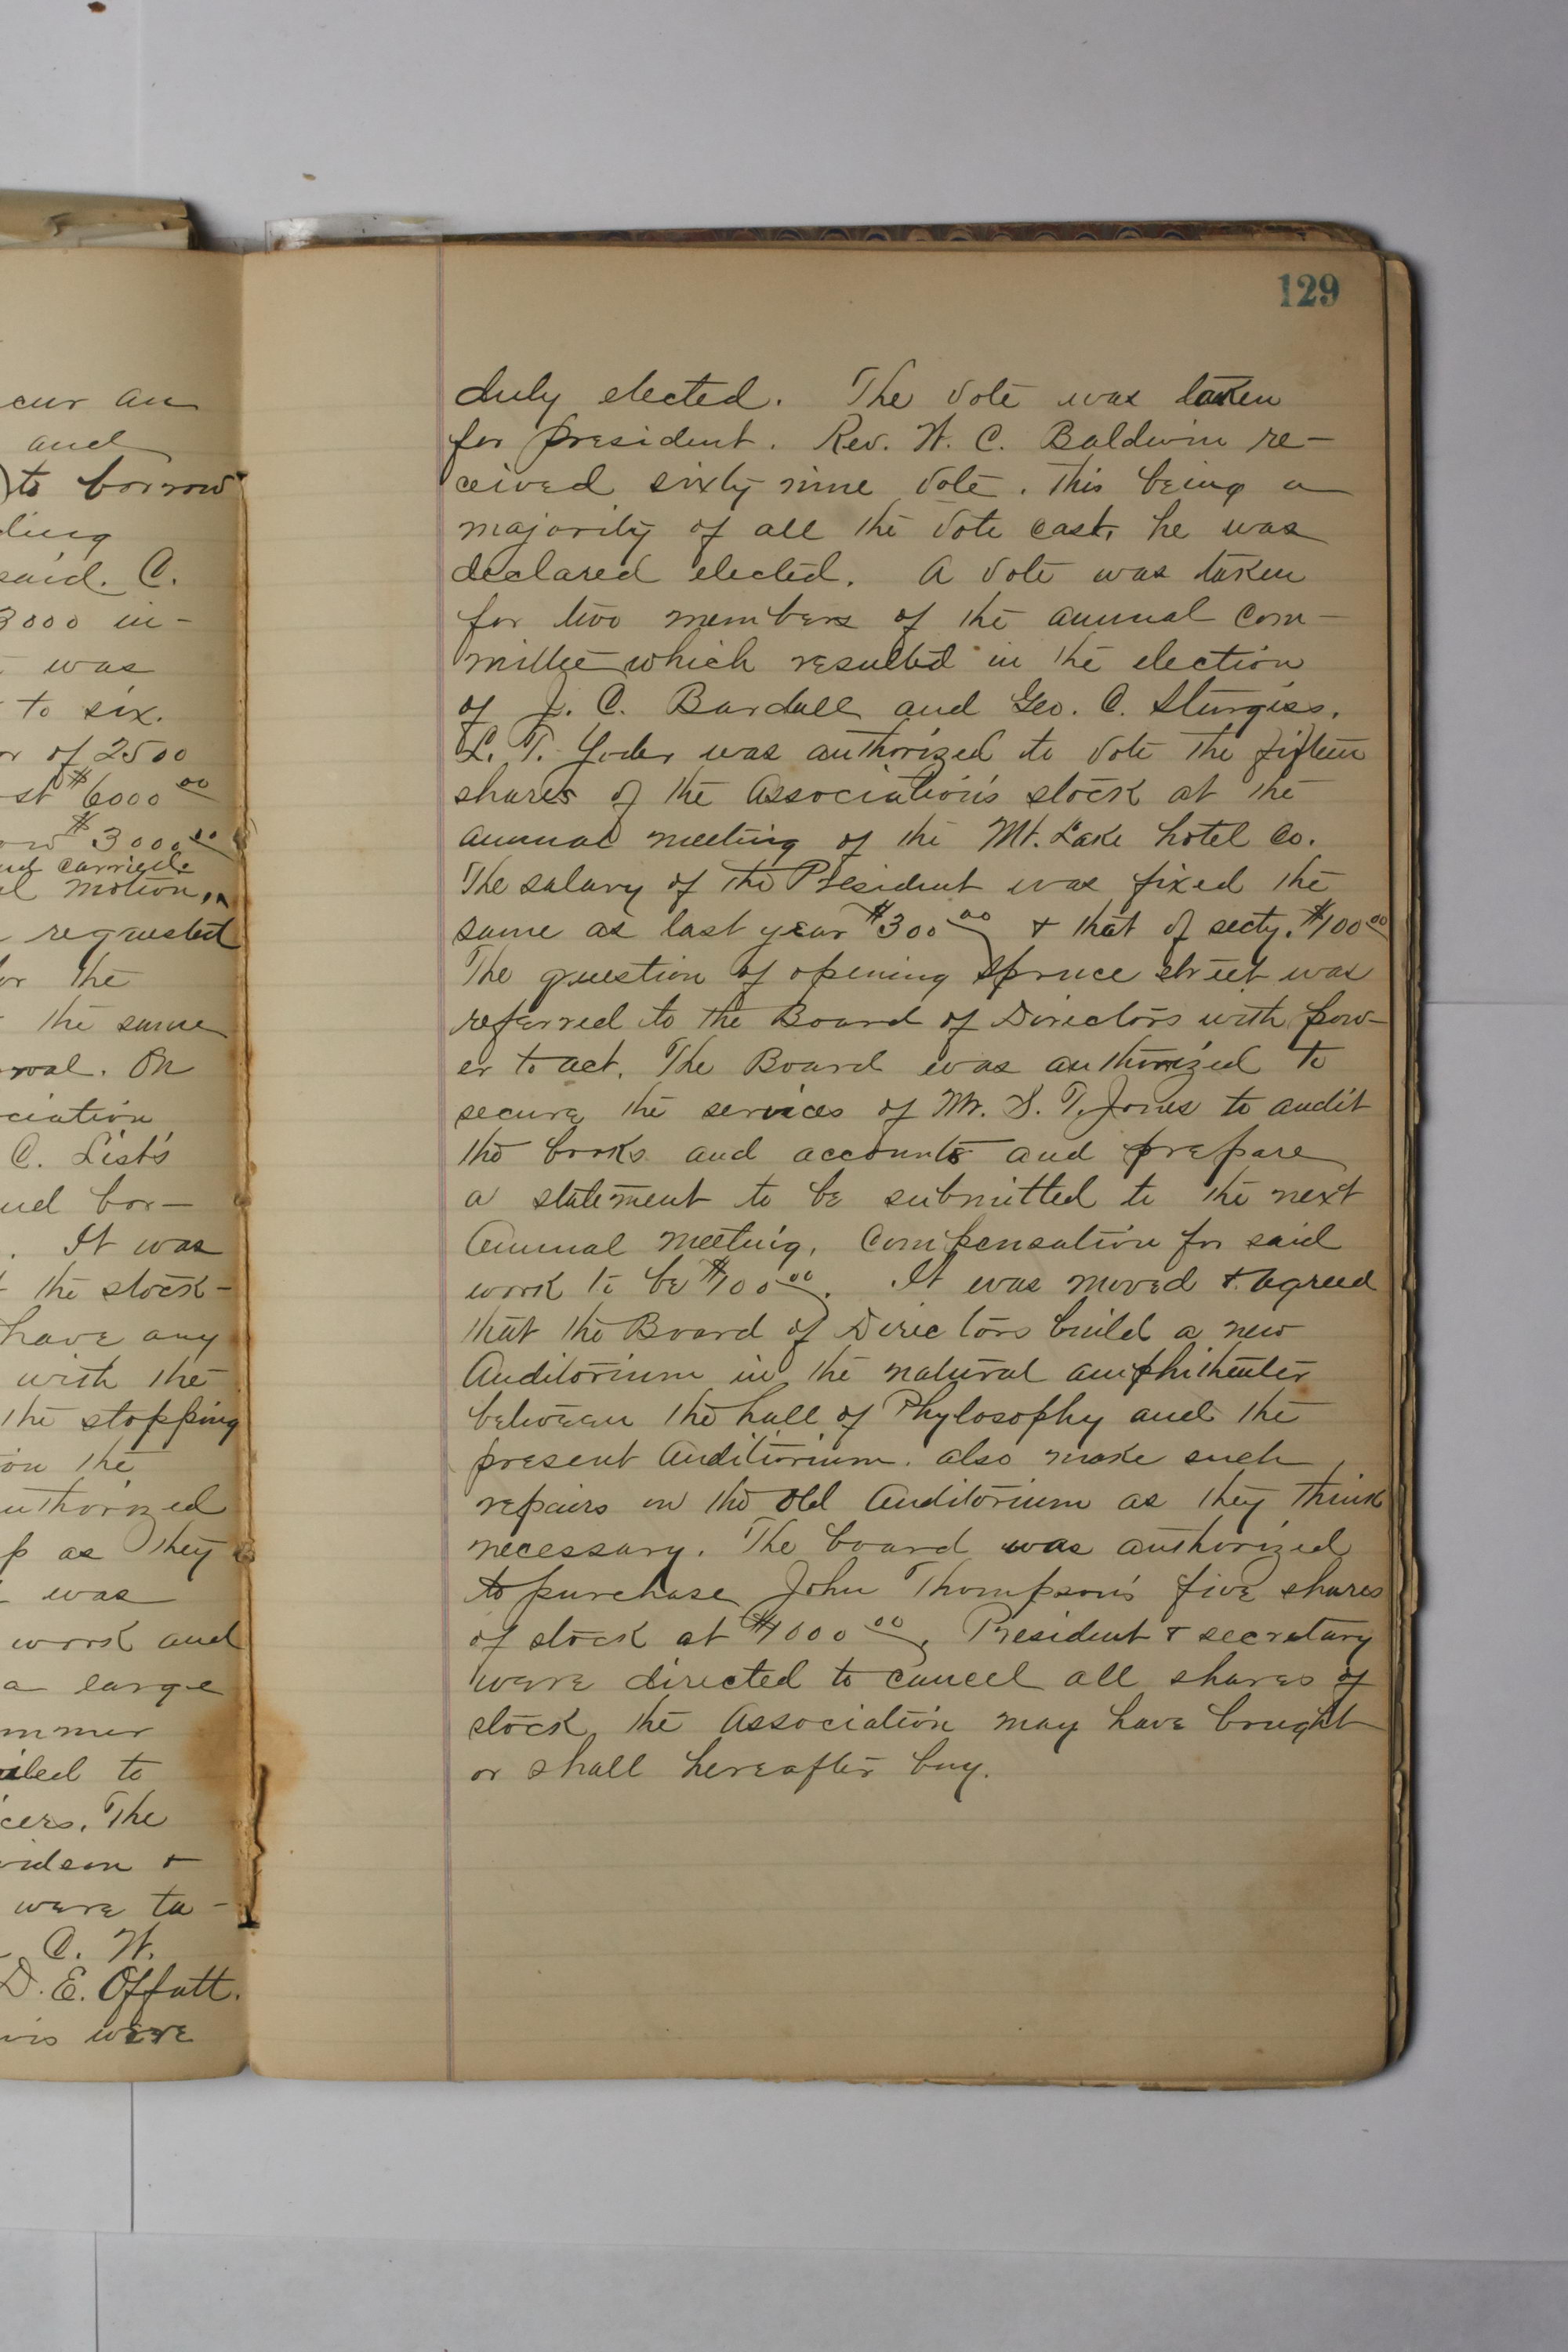 cur an
and
) to borrow
ding
said. C.
3000 in-
was
to six.
or of 2500
st $6000 00
ow $3000 00
and carried.
l motion,
requested
or the
the same
oval. On
ciation
C. List's
nd bor-
. It was
the stock-
have any
with the
the stopping
on the
uthorized
p as they
was
work and
a large
mmer
iled to
cers. The
vidson &
were ta-
C. W.
D. E. Offutt.
were
129
duly elected. The vote was taken
for president. Rev. W. C. Baldwin re-
ceived sixty nine vote. This being a
majority of all the vote cast, he was
declared elected. A vote was taken
for two members of the annual com-
mittee which resulted in the election
of J. C. Bardall and Geo. C. Sturgiss.
L. T. Yoder was authorized to vote the fifteen
shares of the Association's stock at the
annual meeting of the Mt. Lake hotel Co.
The salary of the President was fixed the
same as last year $300 00 & that of secty. $100 00
The question of opening Spruce street was
referred to the Board of Directors with pow-
er to act. The Board was authorized to
secure the services of Mr. S. T. Jones to audit
the books and accounts and prepare
a statement to be submitted to the next
Annual Meeting. Compensation for said
work to be $100 00. It was moved & agreed
that the Board of Directors build a new
Auditorium in the natural amphitheater
between the hall of Phylosophy and the
present Auditorium. also make such
repairs on the old Auditorium as they think
necessary. The board was authorized
to purchase John Thompson's five shares
of stock at $1000 00. President & secretary
were directed to cancel all shares of
stock, the Association may have bought
or shall hereafter buy.